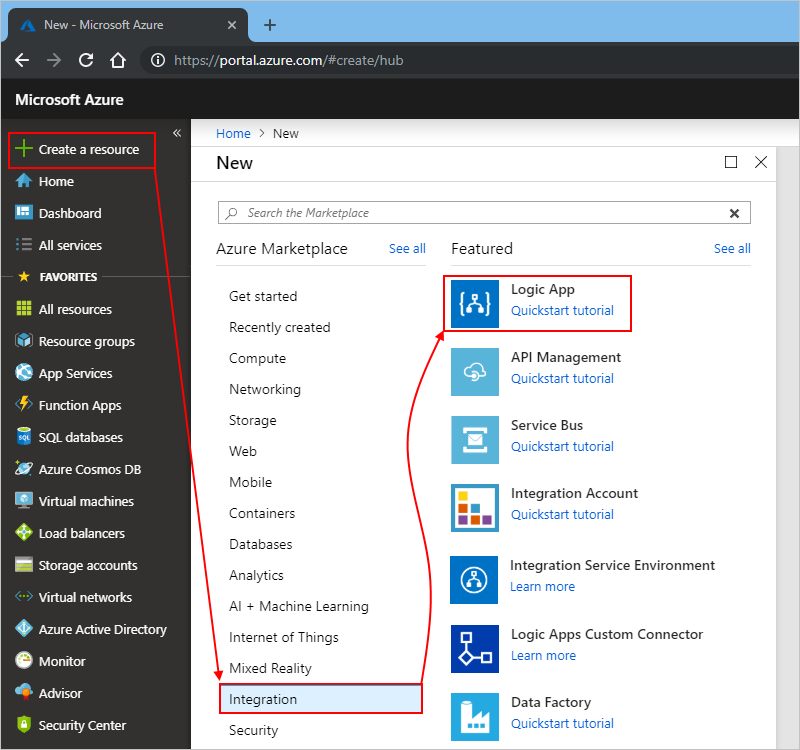 New - Microsoft Azure
https://portal.azure.com/#create/hub
Microsoft Azure
Create a resource
Home
Dashboard
All services
FAVORITES
All resources
Resource groups
App Services
Function Apps
SQL databases
Azure Cosmos DB
Virtual machines
Load balancers
Storage accounts
Virtual networks
Azure Active Directory
Monitor
Advisor
Security Center
Home > New
New
Search the Marketplace
Azure Marketplace See all
Get started
Recently created
Compute
Networking
Storage
Web
Mobile
Containers
Databases
Analytics
AI + Machine Learning
Internet of Things
Mixed Reality
Integration
Security
Featured See all
Logic App
Quickstart tutorial
API Management
Quickstart tutorial
Service Bus
Quickstart tutorial
Integration Account
Quickstart tutorial
Integration Service Environment
Learn more
Logic Apps Custom Connector
Learn more
Data Factory
Quickstart tutorial